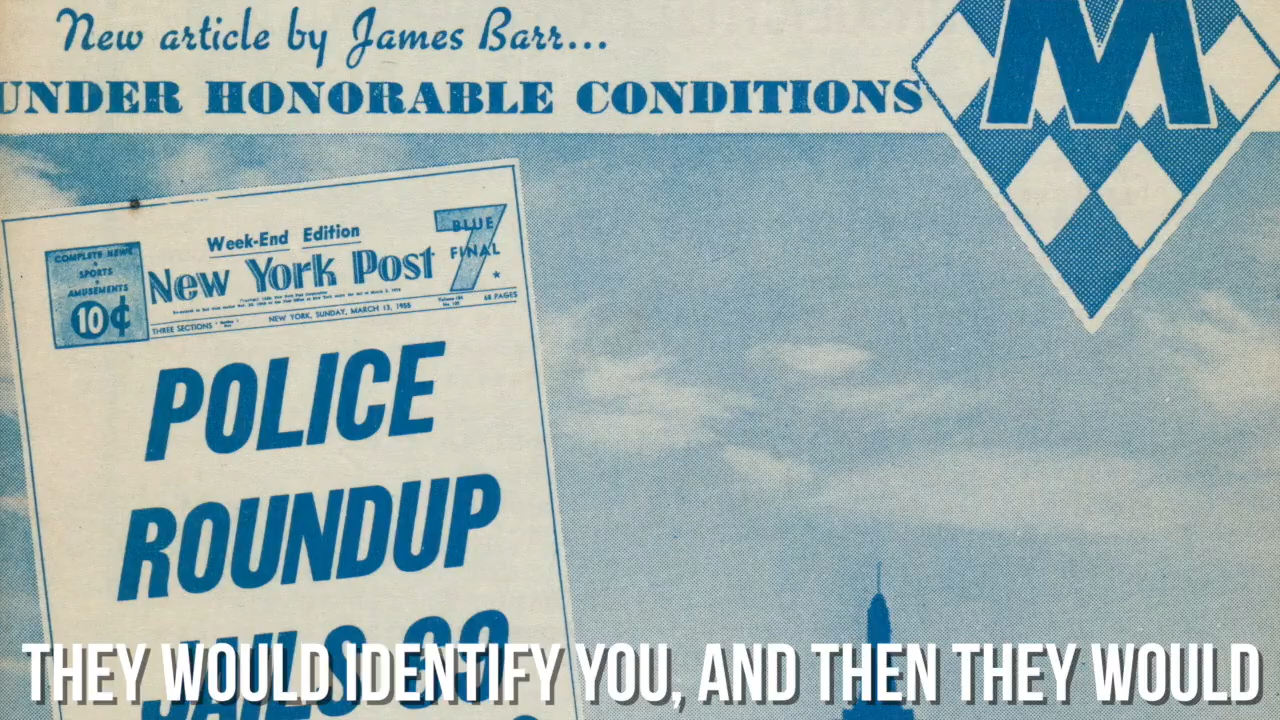 New article by James Barr...
UNDER HONORABLE CONDITIONS
M
Week-End Edition
BLUE
FINAL
7
COMPLETE NEWS
SPORTS
AMUSEMENTS
10¢
New York Post
THREE SECTIONS
NEW YORK, SUNDAY, MARCH 13, 1955
68 PAGES
POLICE
ROUNDUP
JAILS
THEY WOULD IDENTIFY YOU, AND THEN THEY WOULD